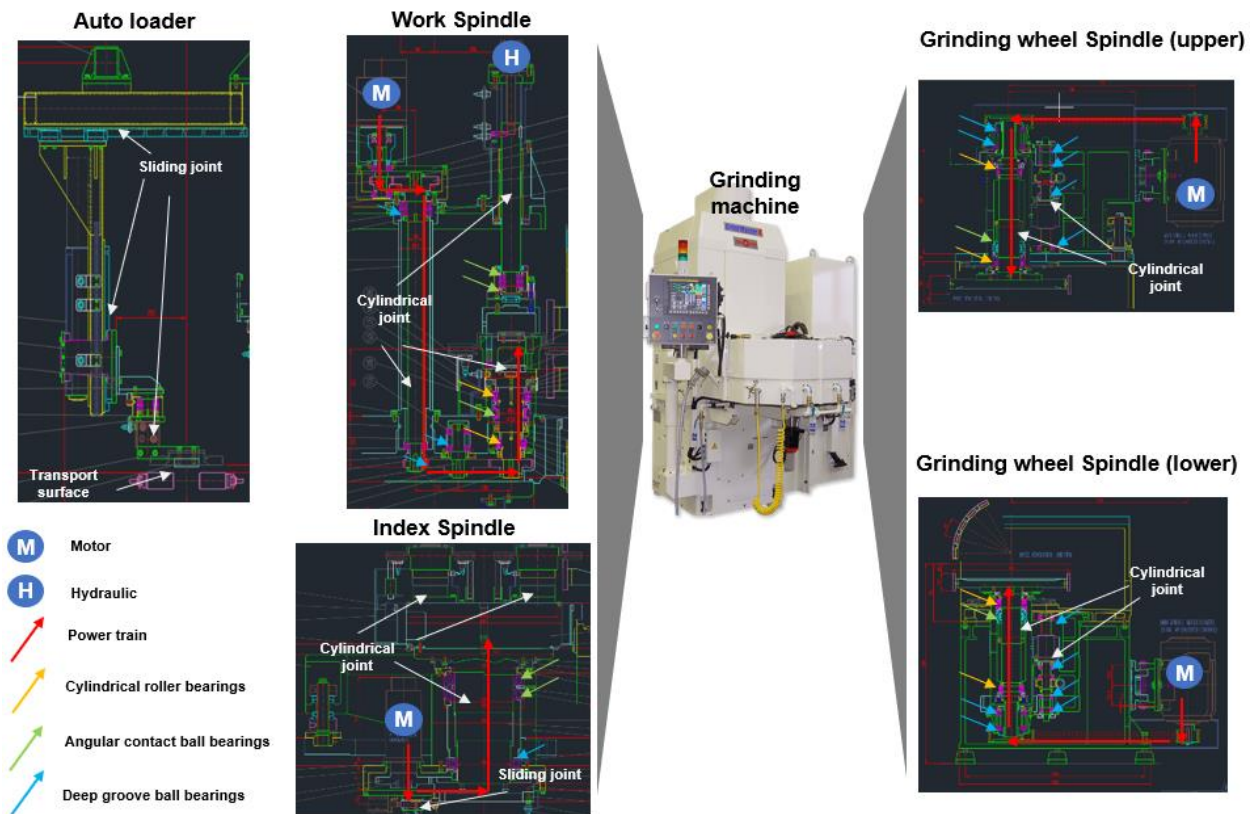 Auto loader
Sliding joint
Transport
surface
Work Spindle
M
H
Cylindrical
joint
Index Spindle
Cylindrical
joint
M
Sliding joint
M
Motor
H
Hydraulic
Power train
Cylindrical roller bearings
Angular contact ball bearings
Deep groove ball bearings
Grinding
machine
Grinding wheel Spindle (upper)
M
Cylindrical
joint
Grinding wheel Spindle (lower)
Cylindrical
joint
M